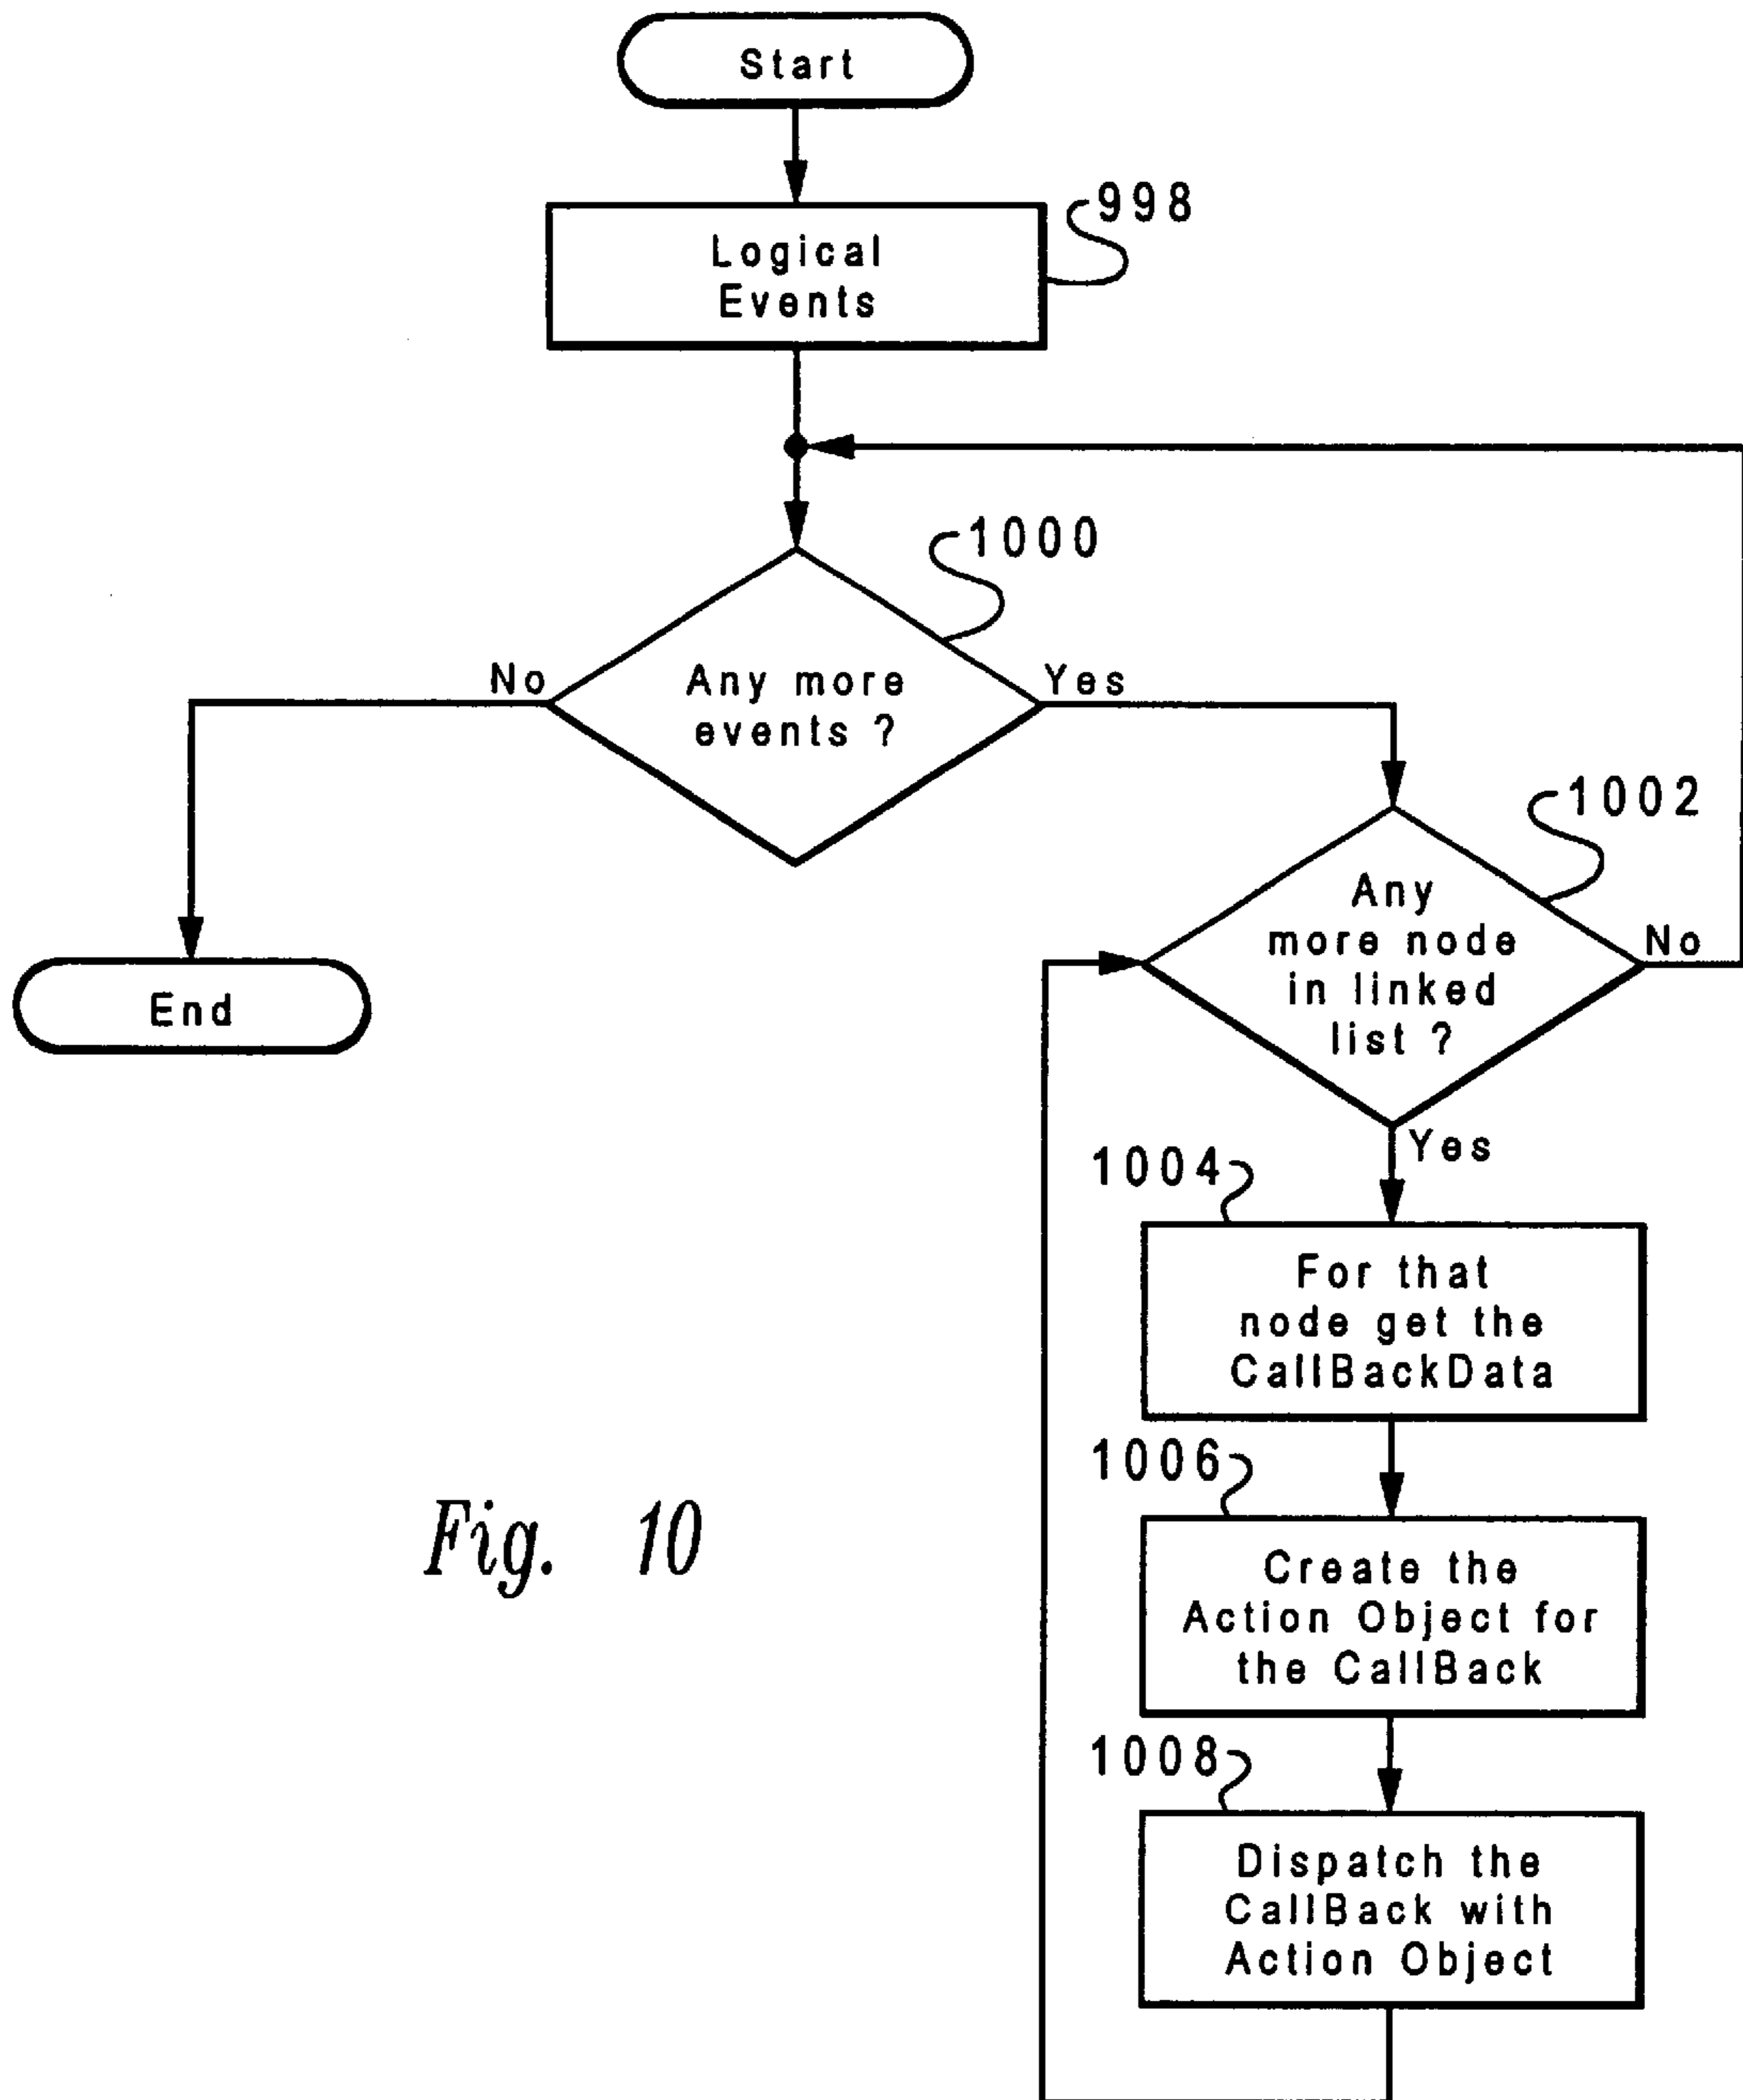 Start
998
Logical
Events
1000
No
Any more
events ?
Yes
1002
Any
more node
in linked
list ?
No
End
Yes
1004
For that
node get the
CallBackData
1006
Create the
Action Object for
the CallBack
Fig. 10
1008
Dispatch the
CallBack with
Action Object